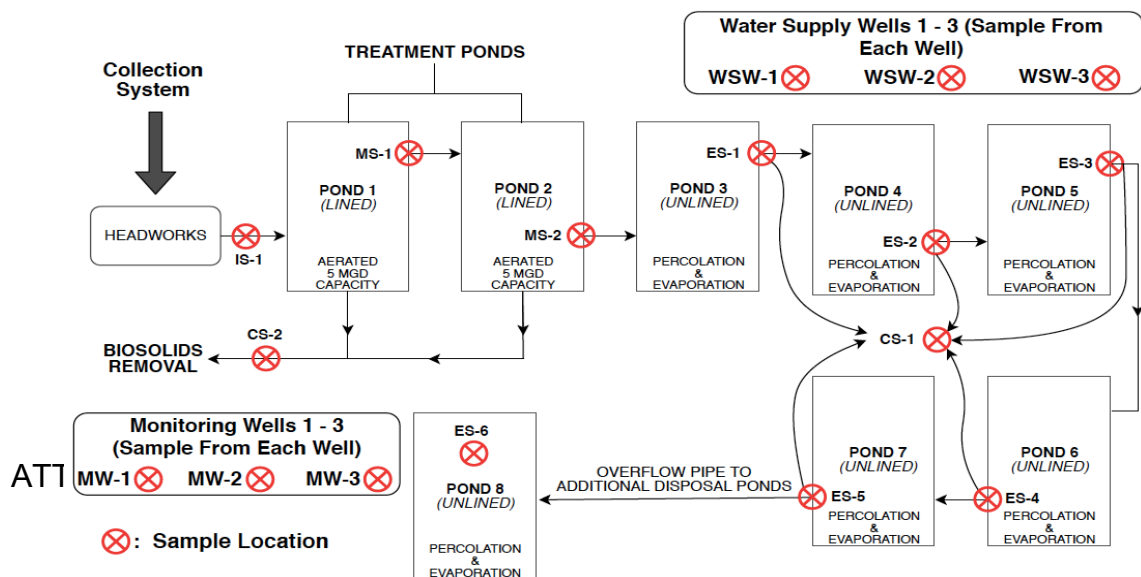 Water Supply Wells 1 - 3 (Sample From
Each Well)
WSW-1 WSW-2 WSW-3
TREATMENT PONDS
Collection
System
HEADWORKS
IS-1
MS-1
POND 1
(LINED)
AERATED
5 MGD
CAPACITY
POND 2
(LINED)
MS-2
AERATED
5 MGD
CAPACITY
ES-1
POND 3
(UNLINED)
PERCOLATION
&
EVAPORATION
POND 4
(UNLINED)
ES-2
PERCOLATION
&
EVAPORATION
ES-3
POND 5
(UNLINED)
PERCOLATION
&
EVAPORATION
CS-2
BIOSOLIDS
REMOVAL
CS-1
Monitoring Wells 1 - 3
(Sample From Each Well)
MW-1 MW-2 MW-3
ATT
: Sample Location
ES-6
POND 8
(UNLINED)
PERCOLATION
&
EVAPORATION
OVERFLOW PIPE TO
ADDITIONAL DISPOSAL PONDS
POND 7
(UNLINED)
ES-5
PERCOLATION
&
EVAPORATION
POND 6
(UNLINED)
ES-4
PERCOLATION
&
EVAPORATION